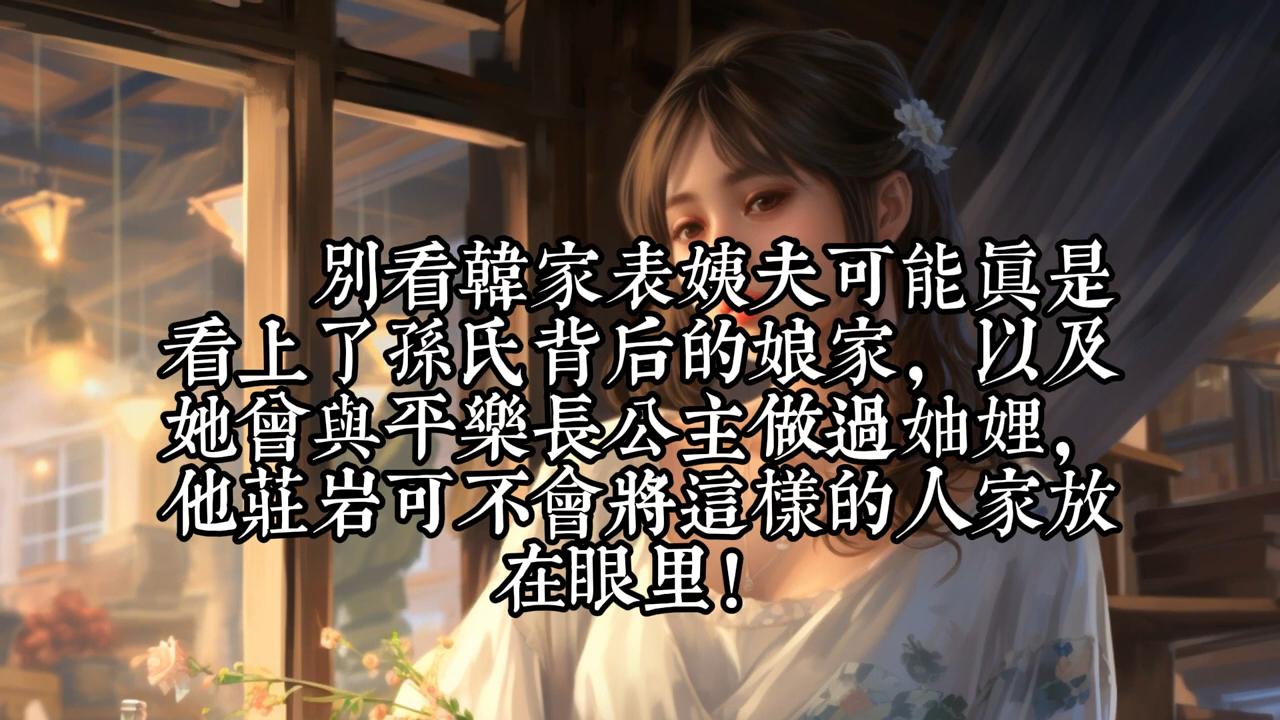 別看韓家表姨夫可能眞是
看上了孫氏背后的娘家，以及
她曾與平樂長公主做過妯娌，
他莊岩可不會將這樣的人家放
在眼里！